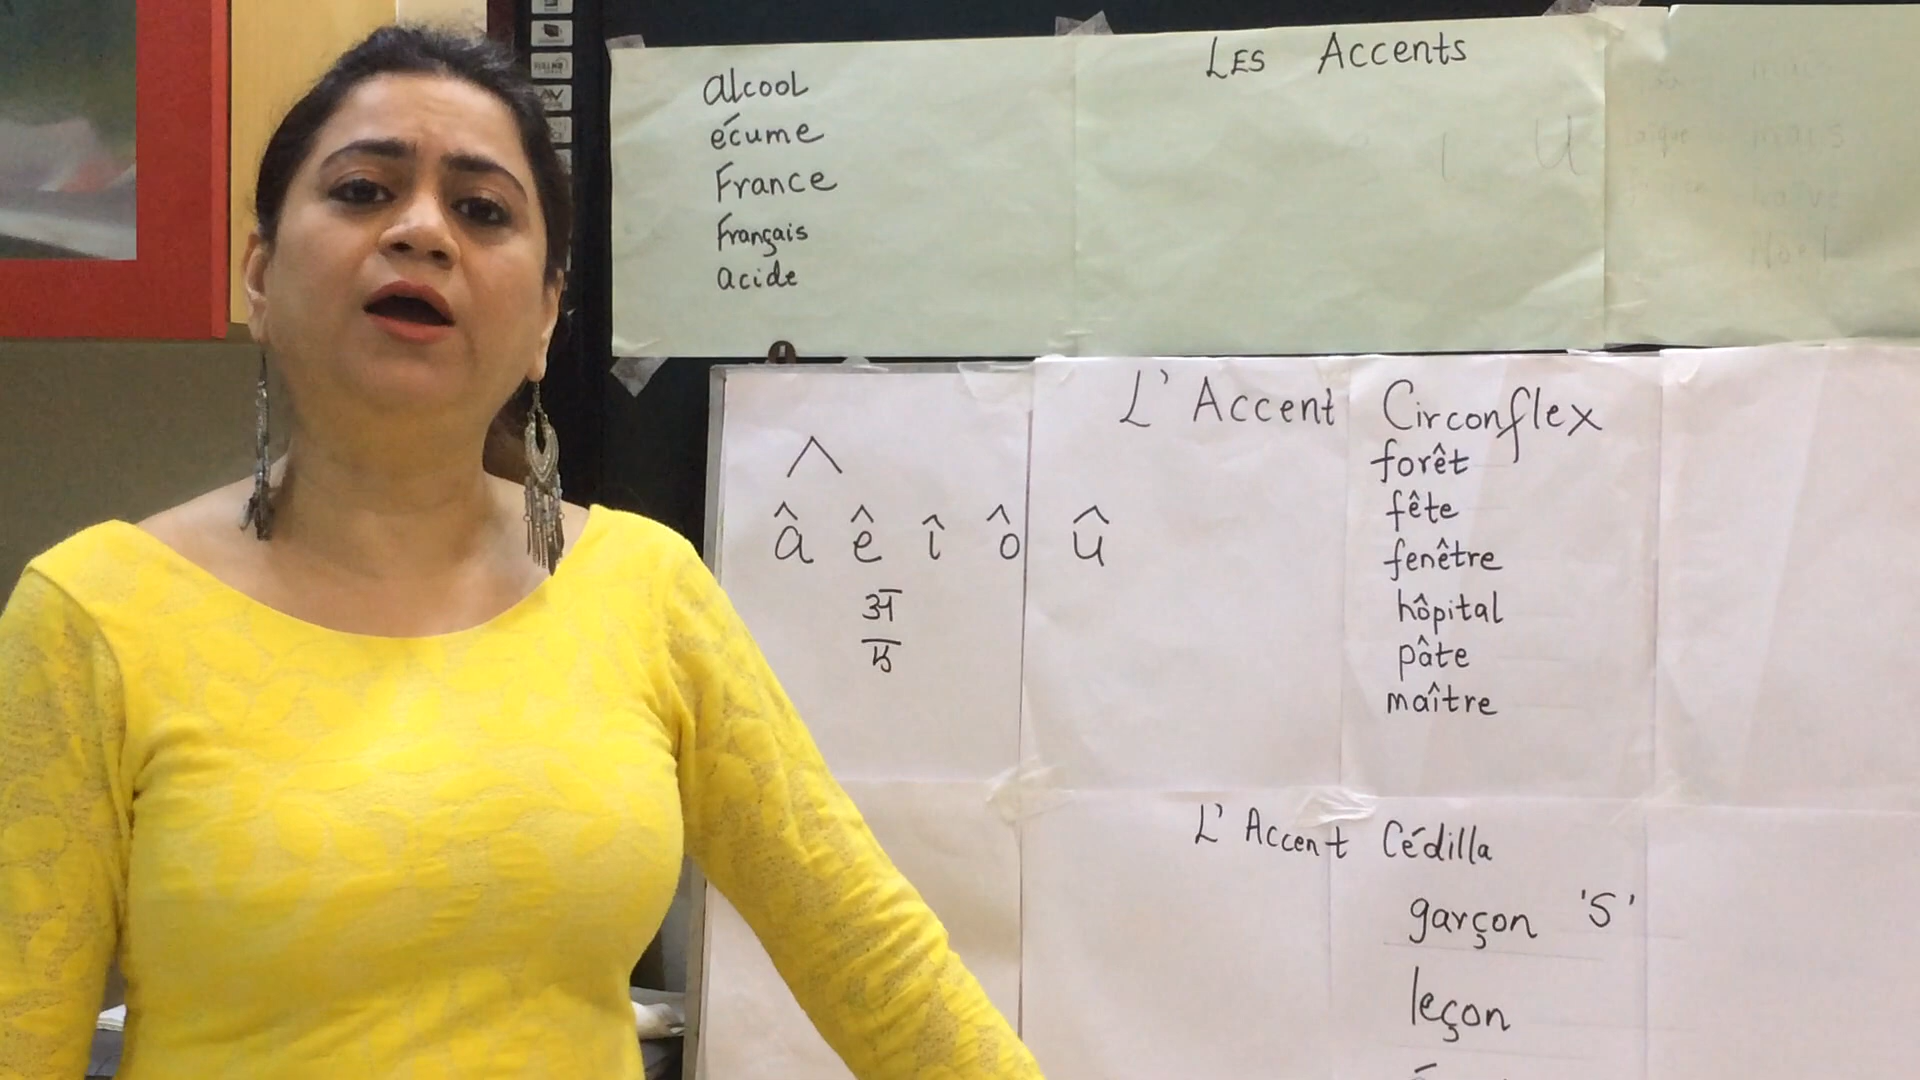 LES Accents
alcool
écume
France
Français
acide
L'Accent Circonflex
^
â ê î ô û
forêt
fête
fenêtre
hôpital
pâte
maître
L'Accent Cédilla
garçon 'S'
leçon